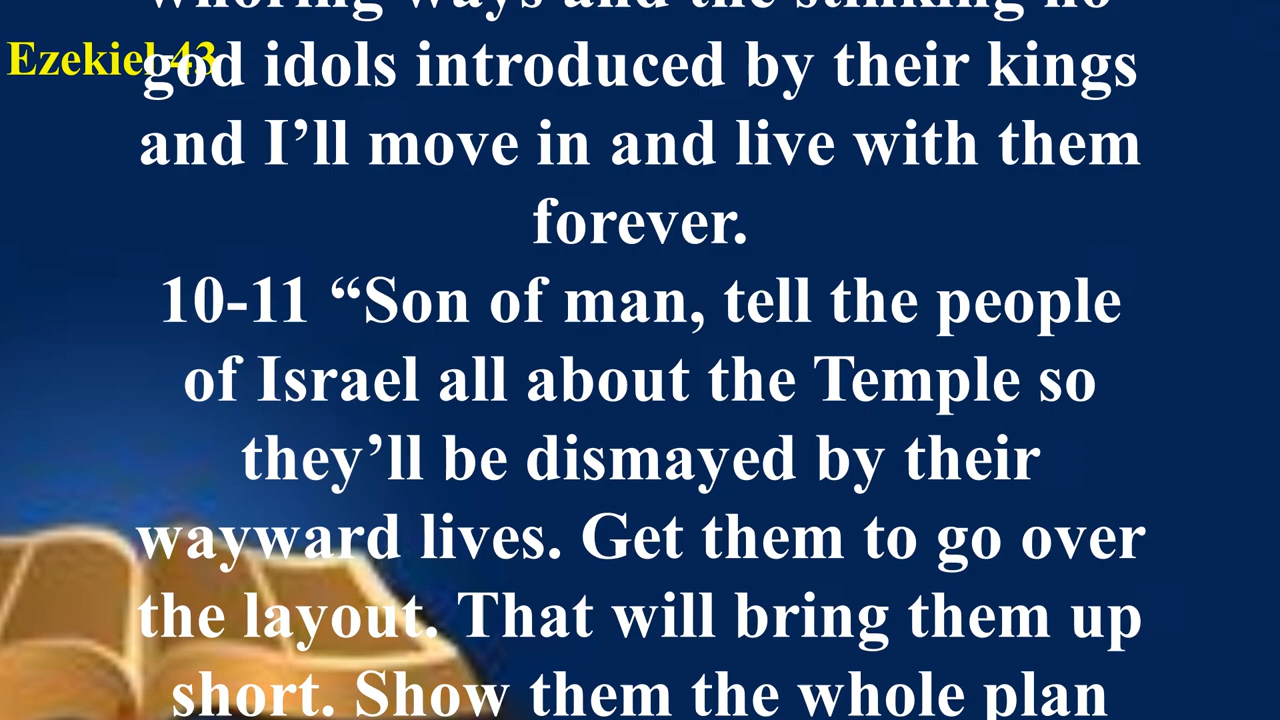 whoring ways and the stinking no-
Ezekiel 43
god idols introduced by their kings
and I’ll move in and live with them
forever.
10-11 “Son of man, tell the people
of Israel all about the Temple so
they’ll be dismayed by their
wayward lives. Get them to go over
the layout. That will bring them up
short. Show them the whole plan